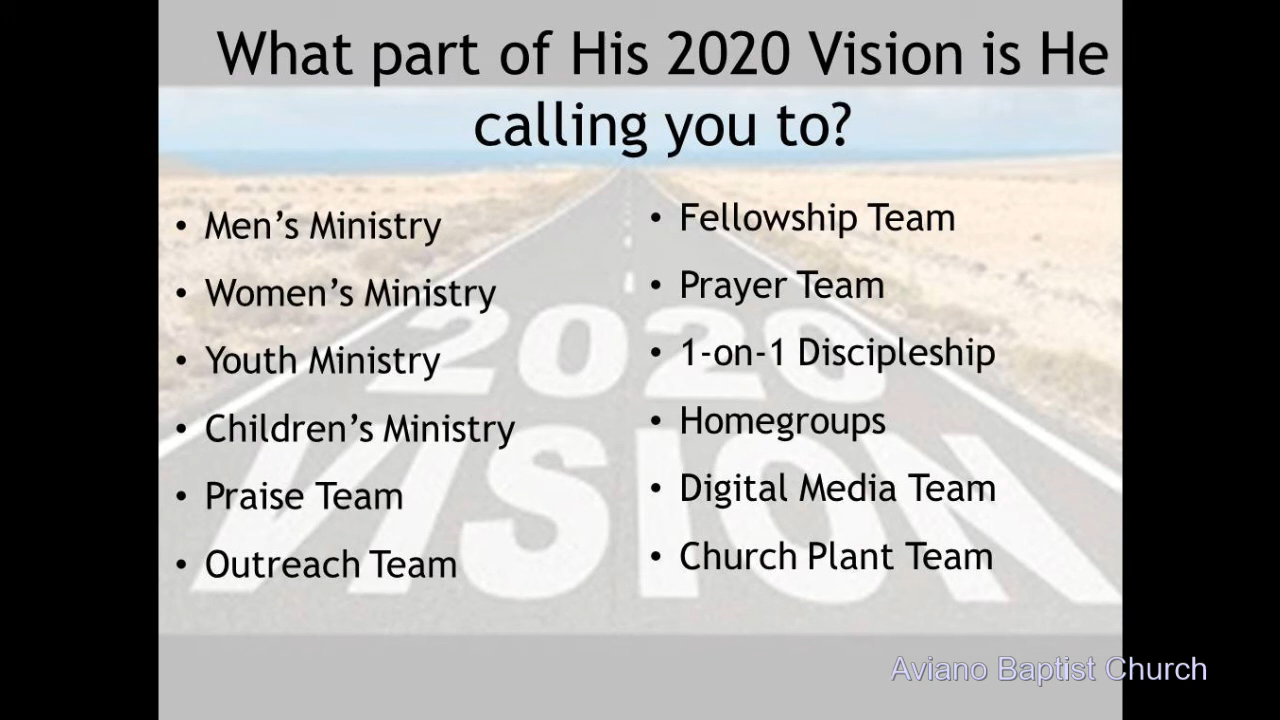 What part of His 2020 Vision is He
calling you to?
• Men’s Ministry
• Women’s Ministry
• Youth Ministry
• Children’s Ministry
• Praise Team
• Outreach Team
• Fellowship Team
• Prayer Team
• 1-on-1 Discipleship
• Homegroups
• Digital Media Team
• Church Plant Team
2020
VISION
Aviano Baptist Church